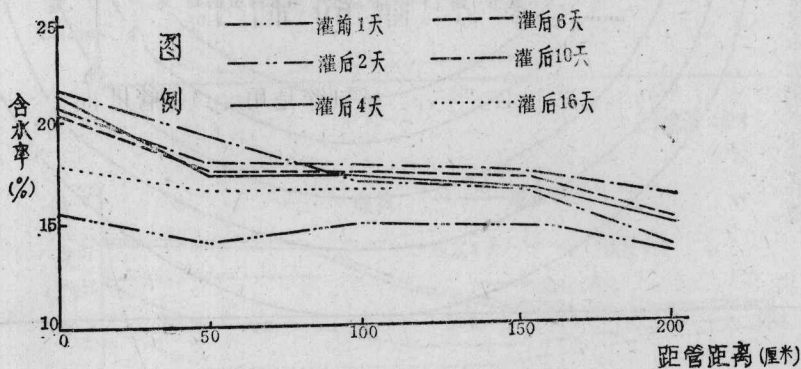 25
图例
灌前1天
灌后6天
灌后2天
灌后10天
灌后4天
灌后16天
含水率(%)
20
15
10
0
50
100
150
200
距管距离(厘米)